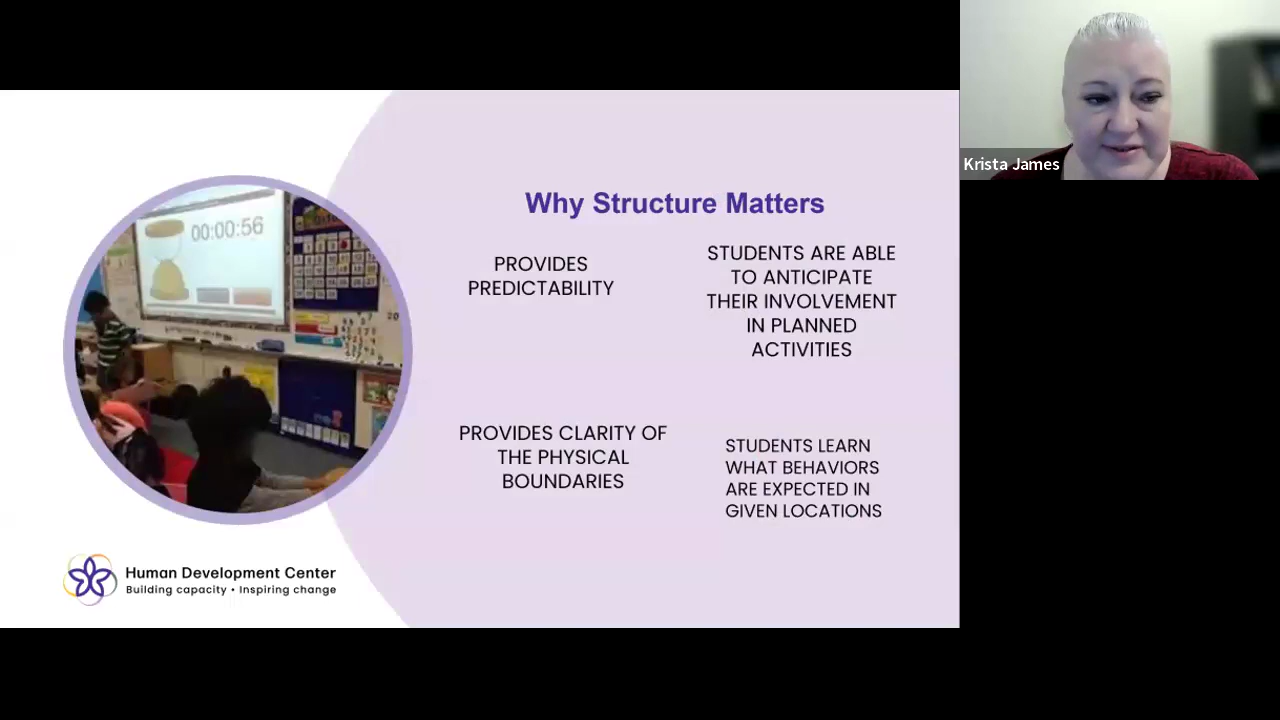 Krista James
Why Structure Matters
PROVIDES
PREDICTABILITY
STUDENTS ARE ABLE
TO ANTICIPATE
THEIR INVOLVEMENT
IN PLANNED
ACTIVITIES
PROVIDES CLARITY OF
THE PHYSICAL
BOUNDARIES
STUDENTS LEARN
WHAT BEHAVIORS
ARE EXPECTED IN
GIVEN LOCATIONS
00:00:56
Human Development Center
Building capacity • Inspiring change